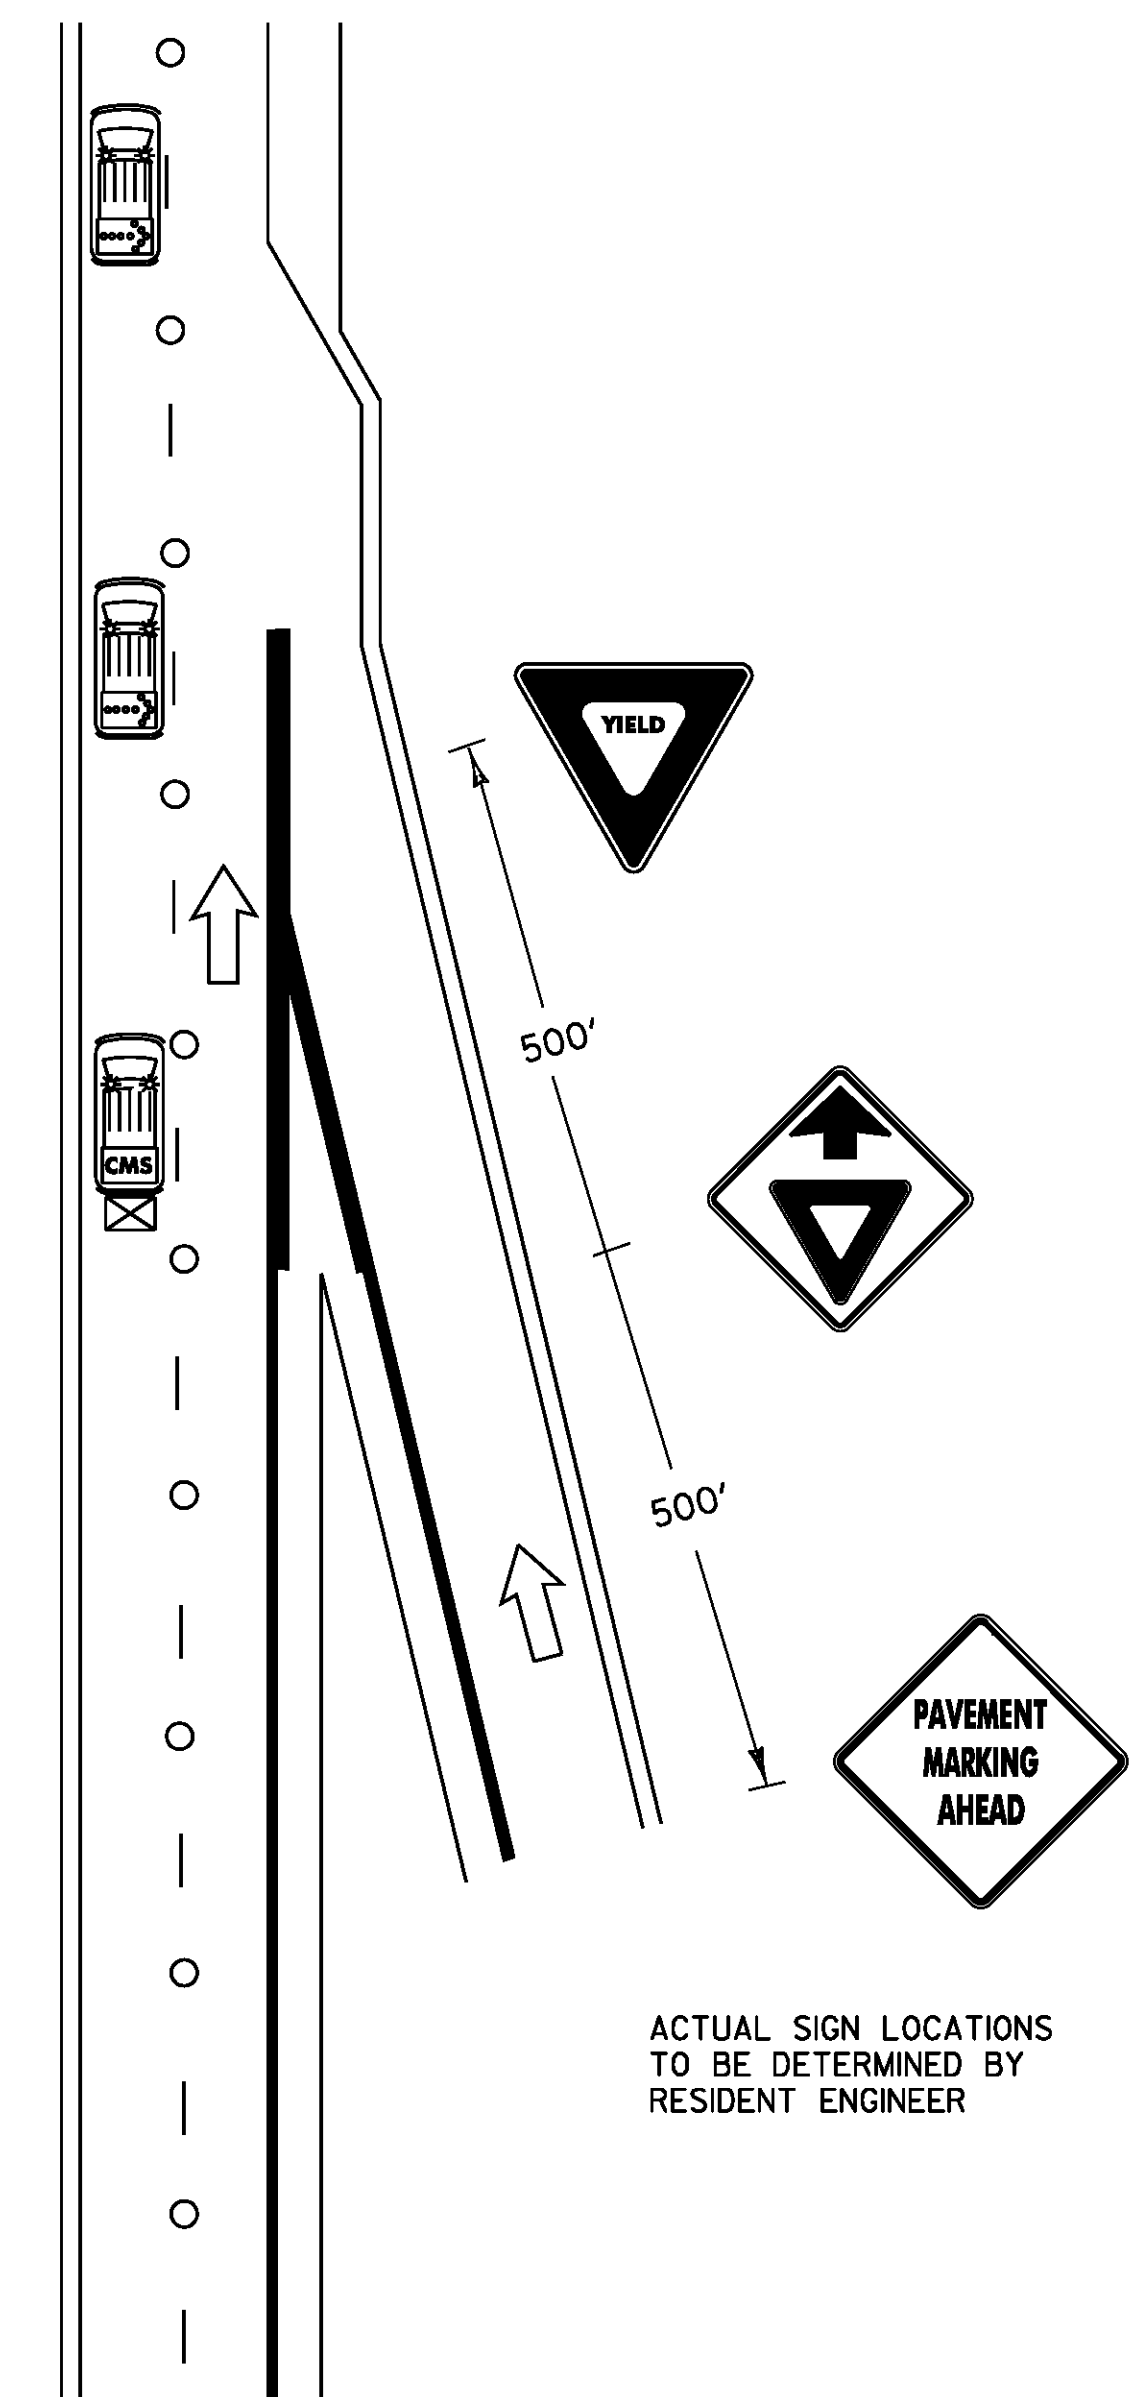 YIELD
500'
CMS
500'
PAVEMENT
MARKING
AHEAD
ACTUAL SIGN LOCATIONS
TO BE DETERMINED BY
RESIDENT ENGINEER